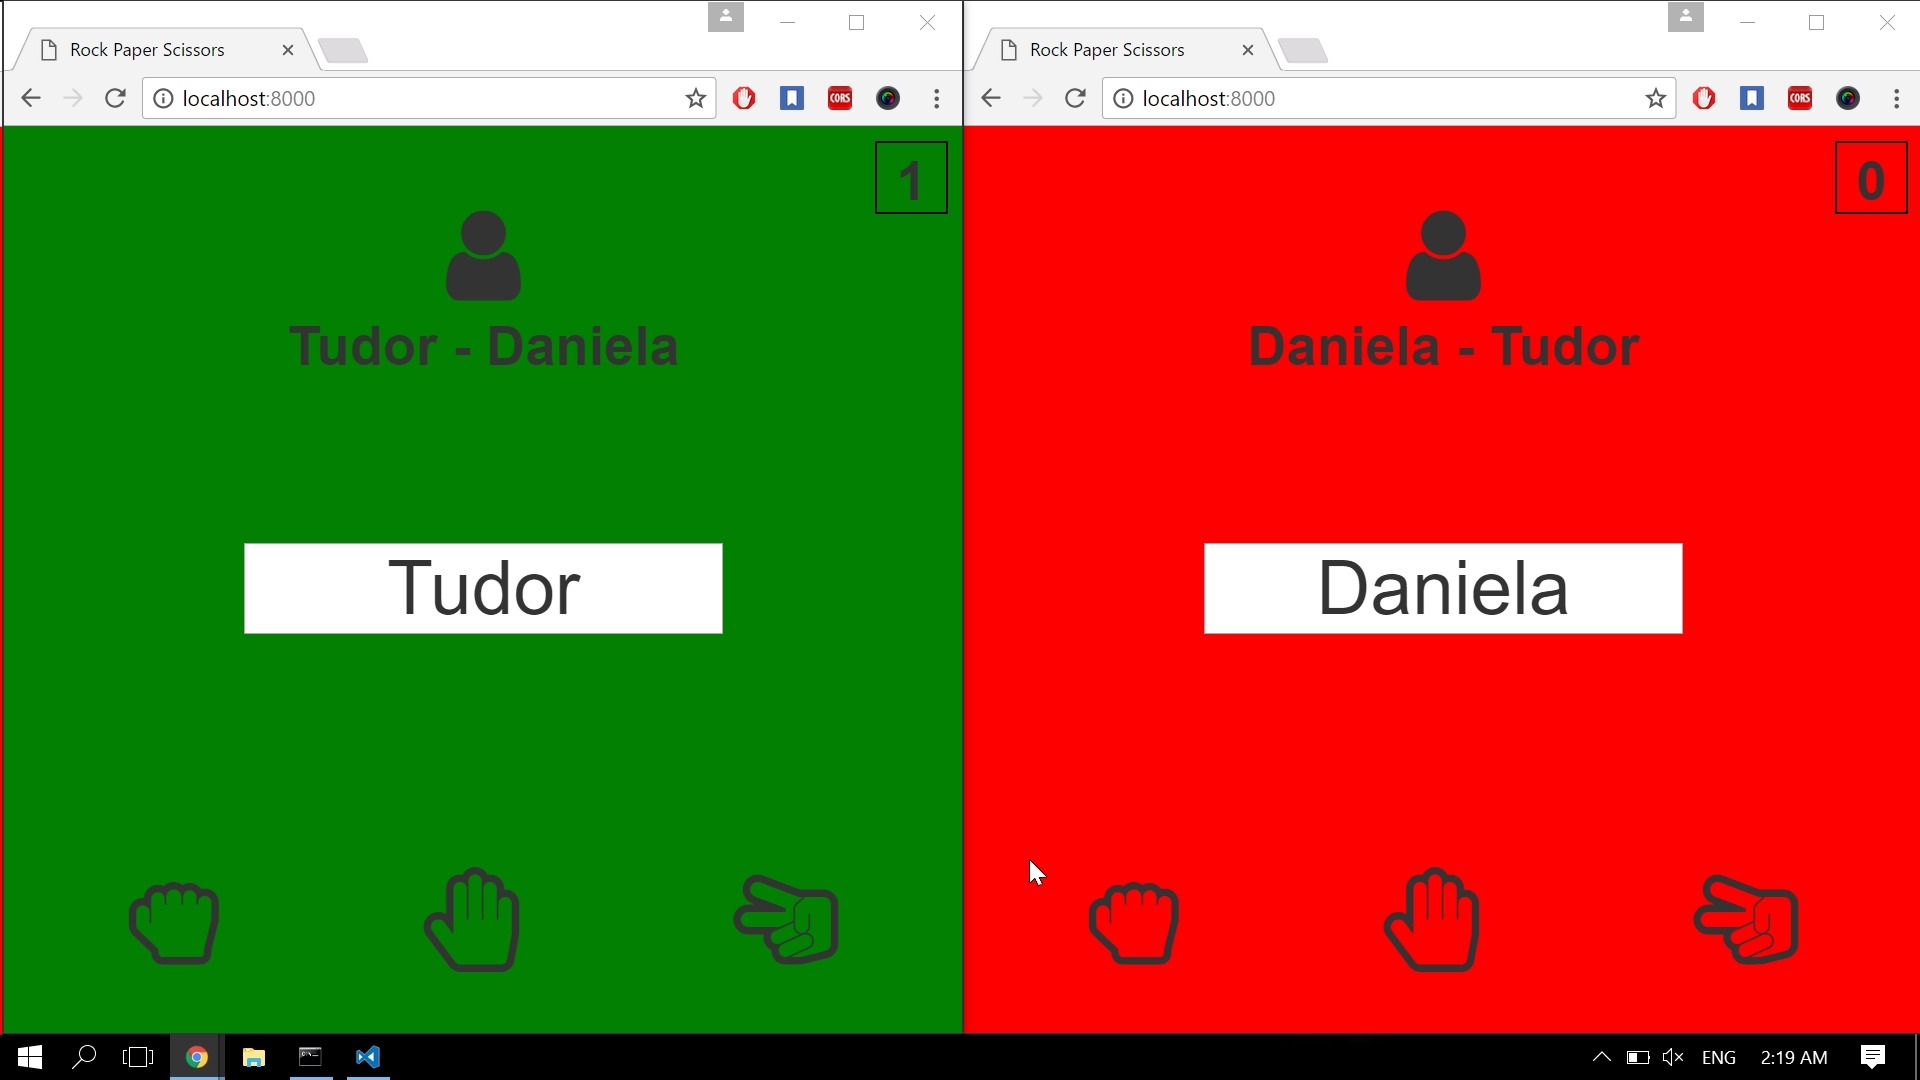 Rock Paper Scissors
localhost:8000
CORS
1
Tudor - Daniela
Tudor
Rock Paper Scissors
localhost:8000
CORS
0
Daniela - Tudor
Daniela
ENG
2:19 AM